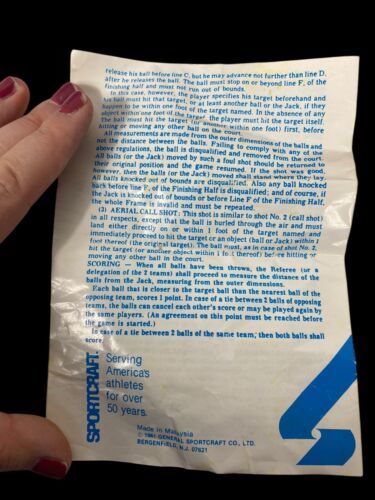 release his ball before line C, but he may advance not further than line D,
after he releases the ball. The ball must stop on or beyond line F, of the
finishing half and must not run out of bounds.
In this case, however, the player specifies his target beforehand and
his ball must hit that target, or at least another ball or the Jack, if they
happen to be within one foot of the target named. In the absence of any
object within one foot of the target, the player must hit the target itself.
The ball must hit the target (or another within one foot) first, before
hitting or moving any other ball on the court.
All measurements are made from the outer dimensions of the balls and
not the distance between the balls. Failing to comply with any of the
above regulations, the ball is disqualified and removed from the court.
All balls (or the Jack) moved by such a foul shot should be returned to
their original position and the game resumed. If the shot was good,
however, then the balls (or the Jack) moved shall stand where they lay.
All balls knocked out of bounds are disqualified. Also any ball knocked
back before line F, of the Finishing Half is disqualified; and of course, if
the Jack is knocked out of bounds or before Line F of the Finishing Half,
the whole Frame is invalid and must be repeated.
(3) AERIAL CALL SHOT: This shot is similar to shot No. 2 (call shot)
in all respects, except that the ball is hurled through the air and must
land either directly on or within 1 foot of the target named and
immediately proceed to hit the target or an object (ball or Jack) within 1
foot thereof (the original target). The ball must, as in case of shot No. 2,
hit the target (or another object within 1 foot thereof) before hitting or
moving any other ball in the court.
SCORING — When all balls have been thrown, the Referee (or a
delegation of the 2 teams) shall proceed to measure the distance of the
balls from the Jack, measuring from the outer dimensions.
Each ball that is closer to the target ball than the nearest ball of the
opposing team, scores 1 point. In case of a tie between 2 balls of opposing
teams, the balls can cancel each other's score or may be played again by
the same players. (An agreement on this point must be reached before
the game is started.)
In case of a tie between 2 balls of the same team, then both balls shall
score.
SPORTCRAFT.
Serving
America's
athletes
for over
50 years.
Made in Malaysia
© 1981 GENERAL SPORTCRAFT CO., LTD.
BERGENFIELD, N.J. 07621